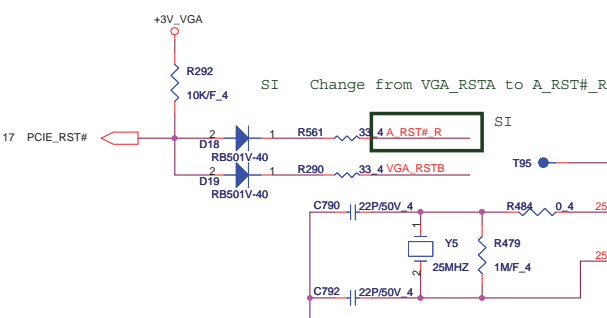 +3V_VGA
R292
10K/F_4
SI Change from VGA_RSTA to A_RST#_R
SI
17 PCIE_RST#
2 D18 1
RB501V-40
R561 33_4 A_RST#_R
2 D19 1
RB501V-40
R290 33_4 VGA_RSTB
T95
C790 22P/50V_4
R484 0_4 25
1
Y5
2
25MHZ
R479
1M/F_4
25
C792 22P/50V_4